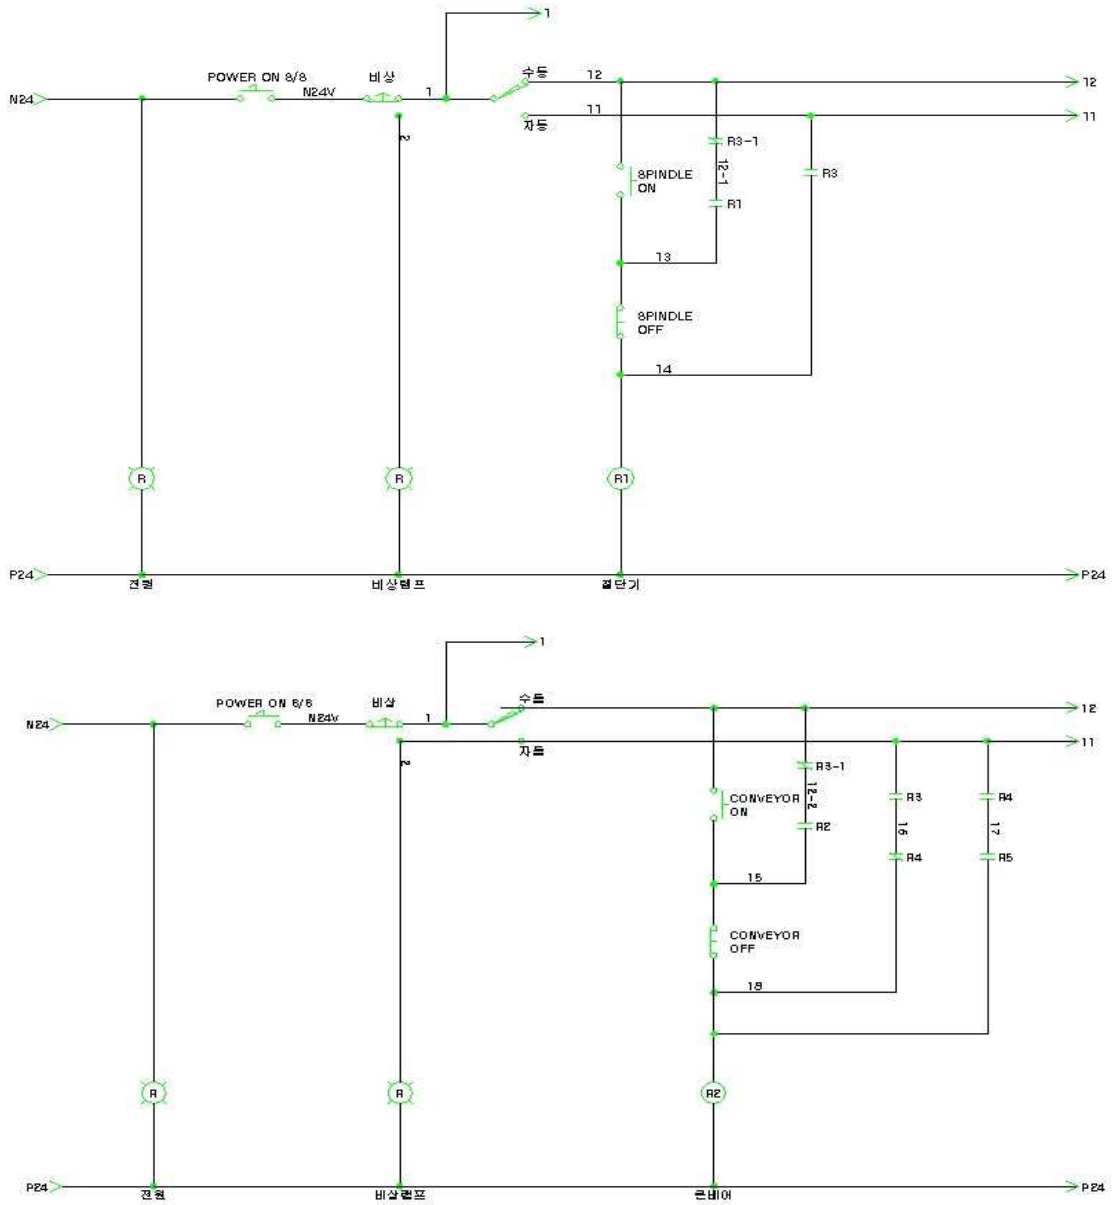 1
수동
12
12
POWER ON S/S
비상
N24
N24V
1
11
11
자동
2
R3-1
12-1
R3
SPINDLE
ON
R1
13
SPINDLE
OFF
14
R
R
R1
P24
P24
전원
비상램프
절단기
1
수동
12
POWER ON S/S
비상
N24
N24V
1
11
자동
2
R3-1
12-2
CONVEYOR
ON
R2
R3
R4
16
17
R4
R5
15
CONVEYOR
OFF
18
R
R
R2
P24
P24
전원
비상램프
콘베어